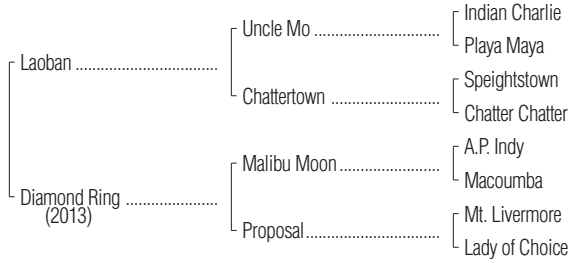 Indian Charlie
Uncle Mo ................................
Playa Maya
Laoban .....................................
Speightstown
Chattertown ............................
Chatter Chatter
A.P. Indy
Malibu Moon ..........................
Macoumba
Diamond Ring ........................
(2013)
Mt. Livermore
Proposal..................................
Lady of Choice